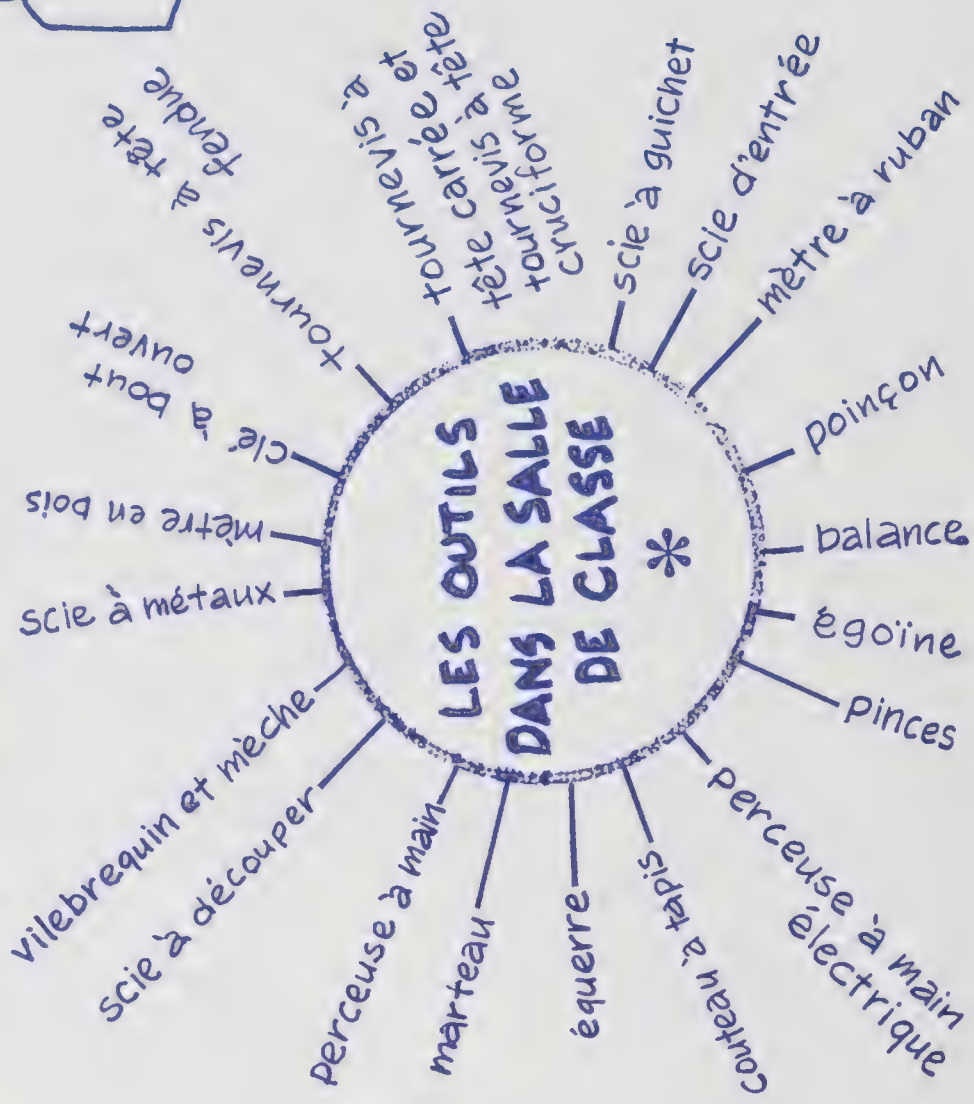 LES OUTILS
DANS LA SALLE
DE CLASSE
*
tournevis à
tête carrée et
tournevis à tête
cruciforme
scie à guichet
scie d'entrée
mètre à ruban
poinçon
balance
égoïne
pinces
perceuse à main
électrique
couteau à tapis
équerre
marteau
perceuse à main
scie à découper
vilebrequin et mèche
scie à métaux
mètre en bois
clé à bout
ouvert
tournevis à tête
fendue